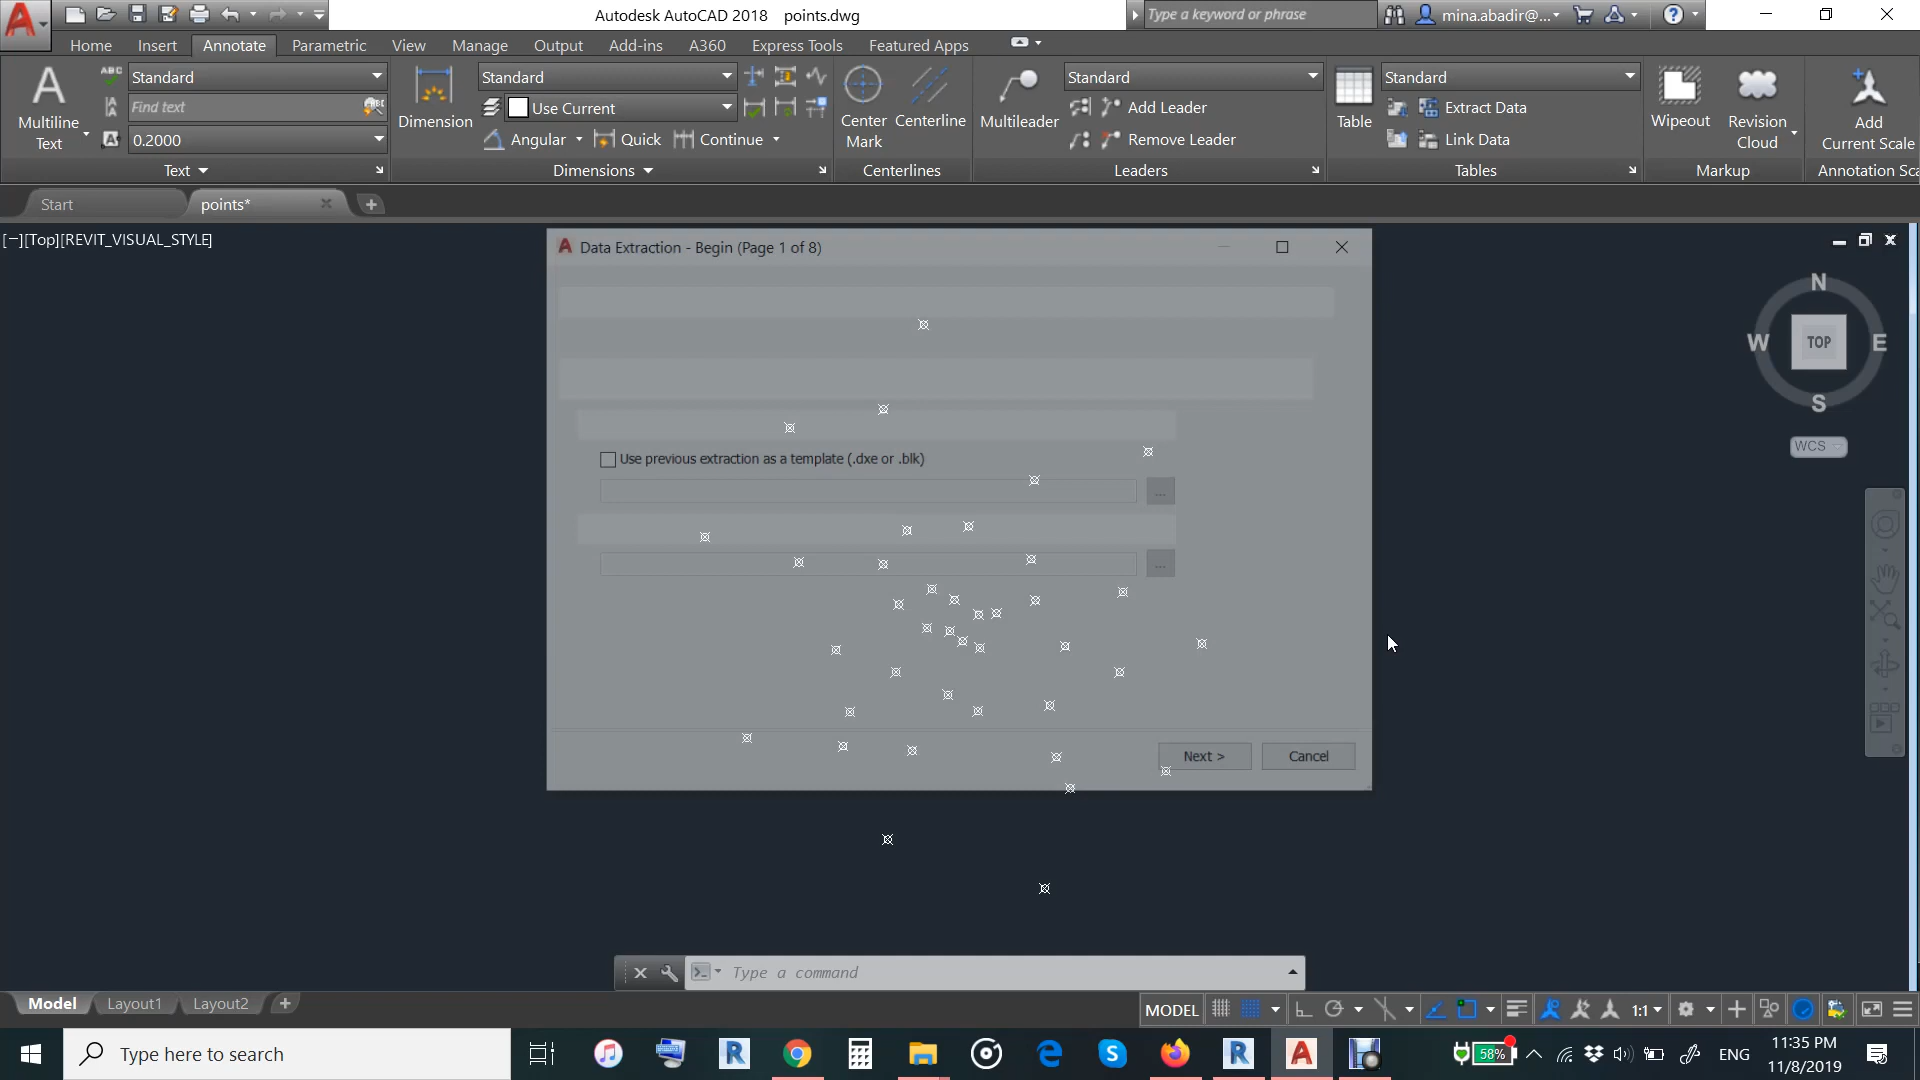 Autodesk AutoCAD 2018 points.dwg
Type a keyword or phrase
mina.abadir@...
Home Insert Annotate Parametric View Manage Output Add-ins A360 Express Tools Featured Apps
Multiline Text
Standard
Find text
0.2000
Text
Dimension
Standard
Use Current
Angular Quick Continue
Dimensions
Center Mark
Centerline
Centerlines
Multileader
Standard
Add Leader
Remove Leader
Leaders
Table
Standard
Extract Data
Link Data
Tables
Wipeout
Revision Cloud
Markup
Add Current Scale
Annotation Sca
Start points*
[−][Top][REVIT_VISUAL_STYLE]
Data Extraction - Begin (Page 1 of 8)
Use previous extraction as a template (.dxe or .blk)
...
...
Next > Cancel
N
W TOP E
S
WCS
Type a command
Model Layout1 Layout2
MODEL 1:1
Type here to search
58%
ENG
11:35 PM
11/8/2019